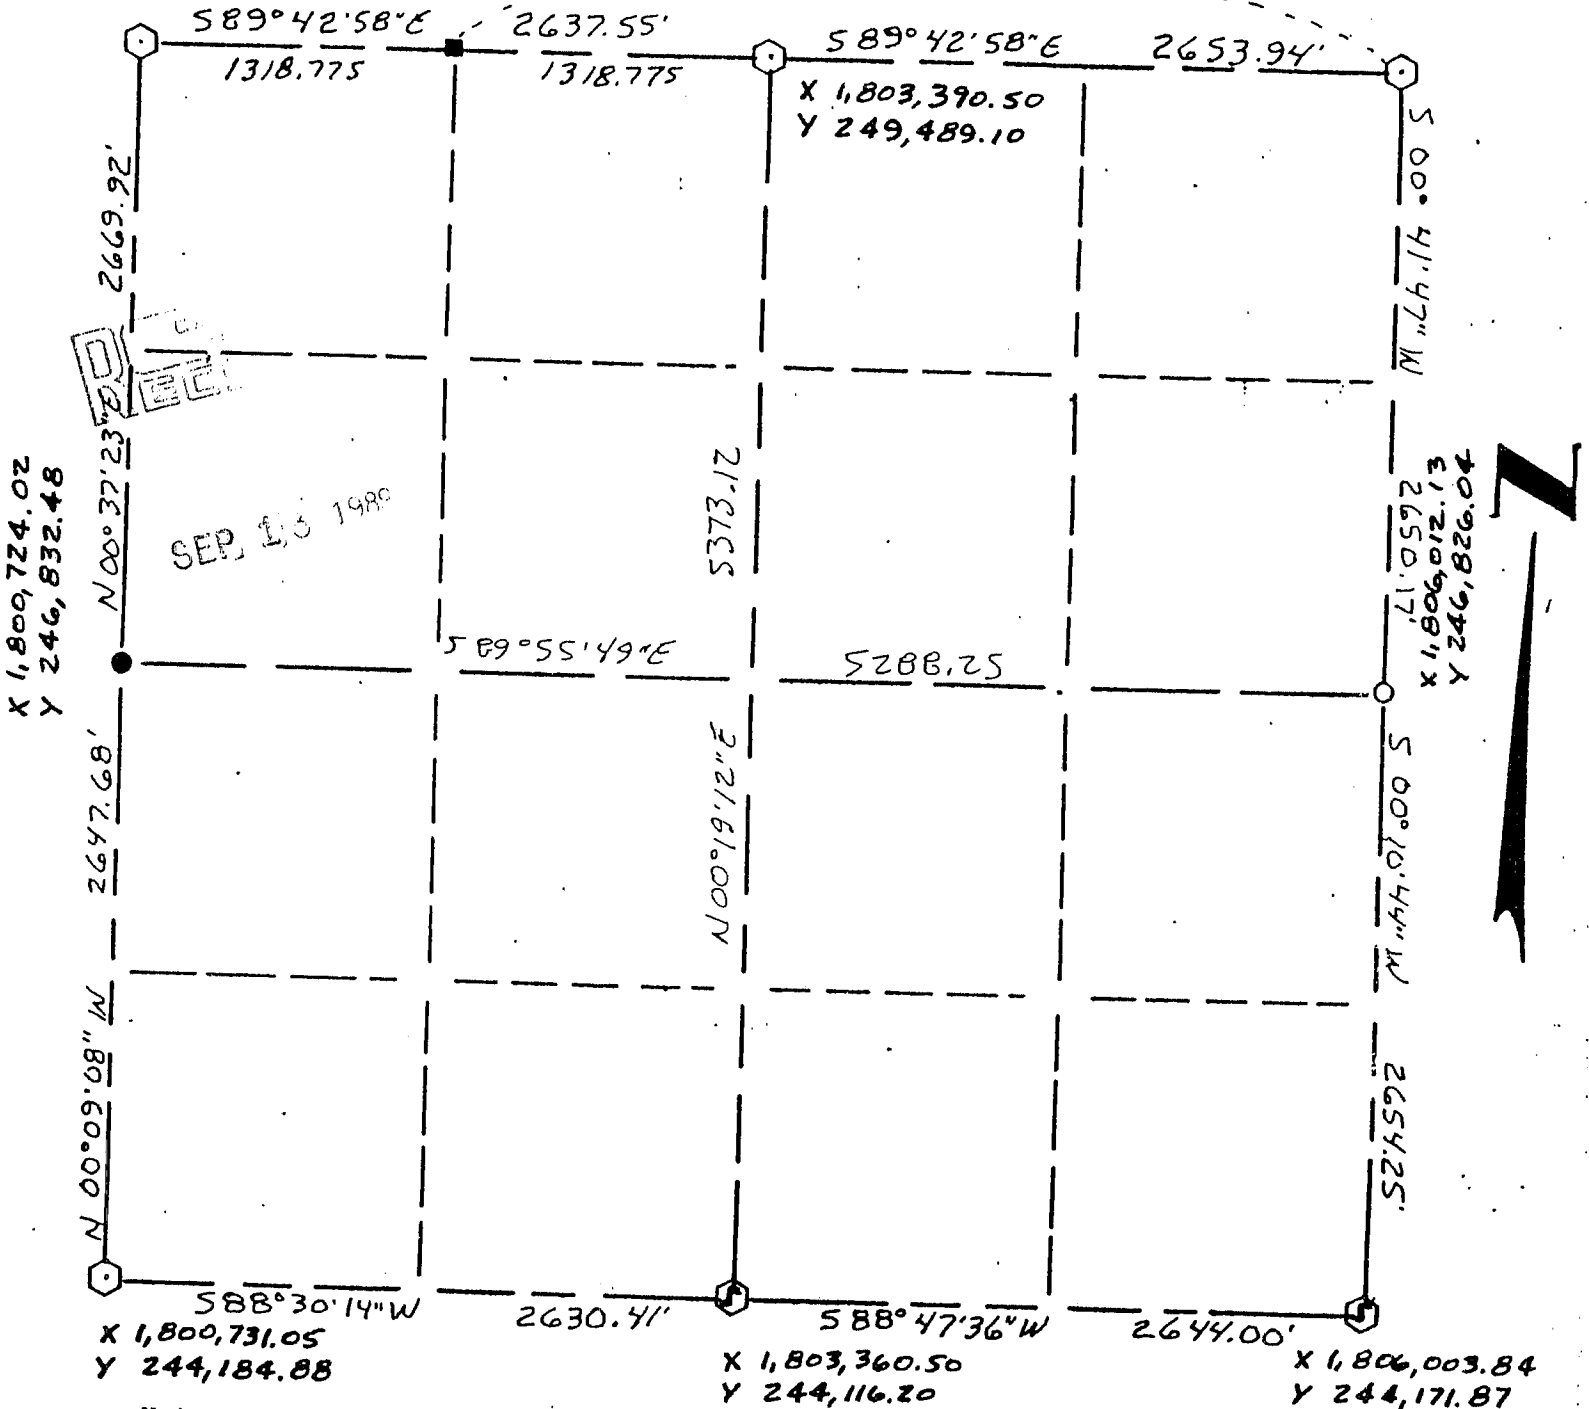 S89°42'58"E 2637.55' S89°42'58"E 2653.94'
1318.775 1318.775
X 1,803,390.50
Y 249,489.10
2669.92'
N00°37'23"E
S 00° 41'47" W
2650.17'
X 1,800,724.02
Y 246,832.48
SEP. 13 198
5373.12
N00°19'12"E
X 1,806,012.13
Y 246,826.04
N
S 89°55'49"E 5288.25
2647.68'
N 00°09'08" W
S 00°10'44" W
2654.25'
S88°30'14"W 2630.41' S88°47'36"W 2644.00'
X 1,800,731.05
Y 244,184.88
X 1,803,360.50
Y 244,116.20
X 1,806,003.84
Y 244,171.87